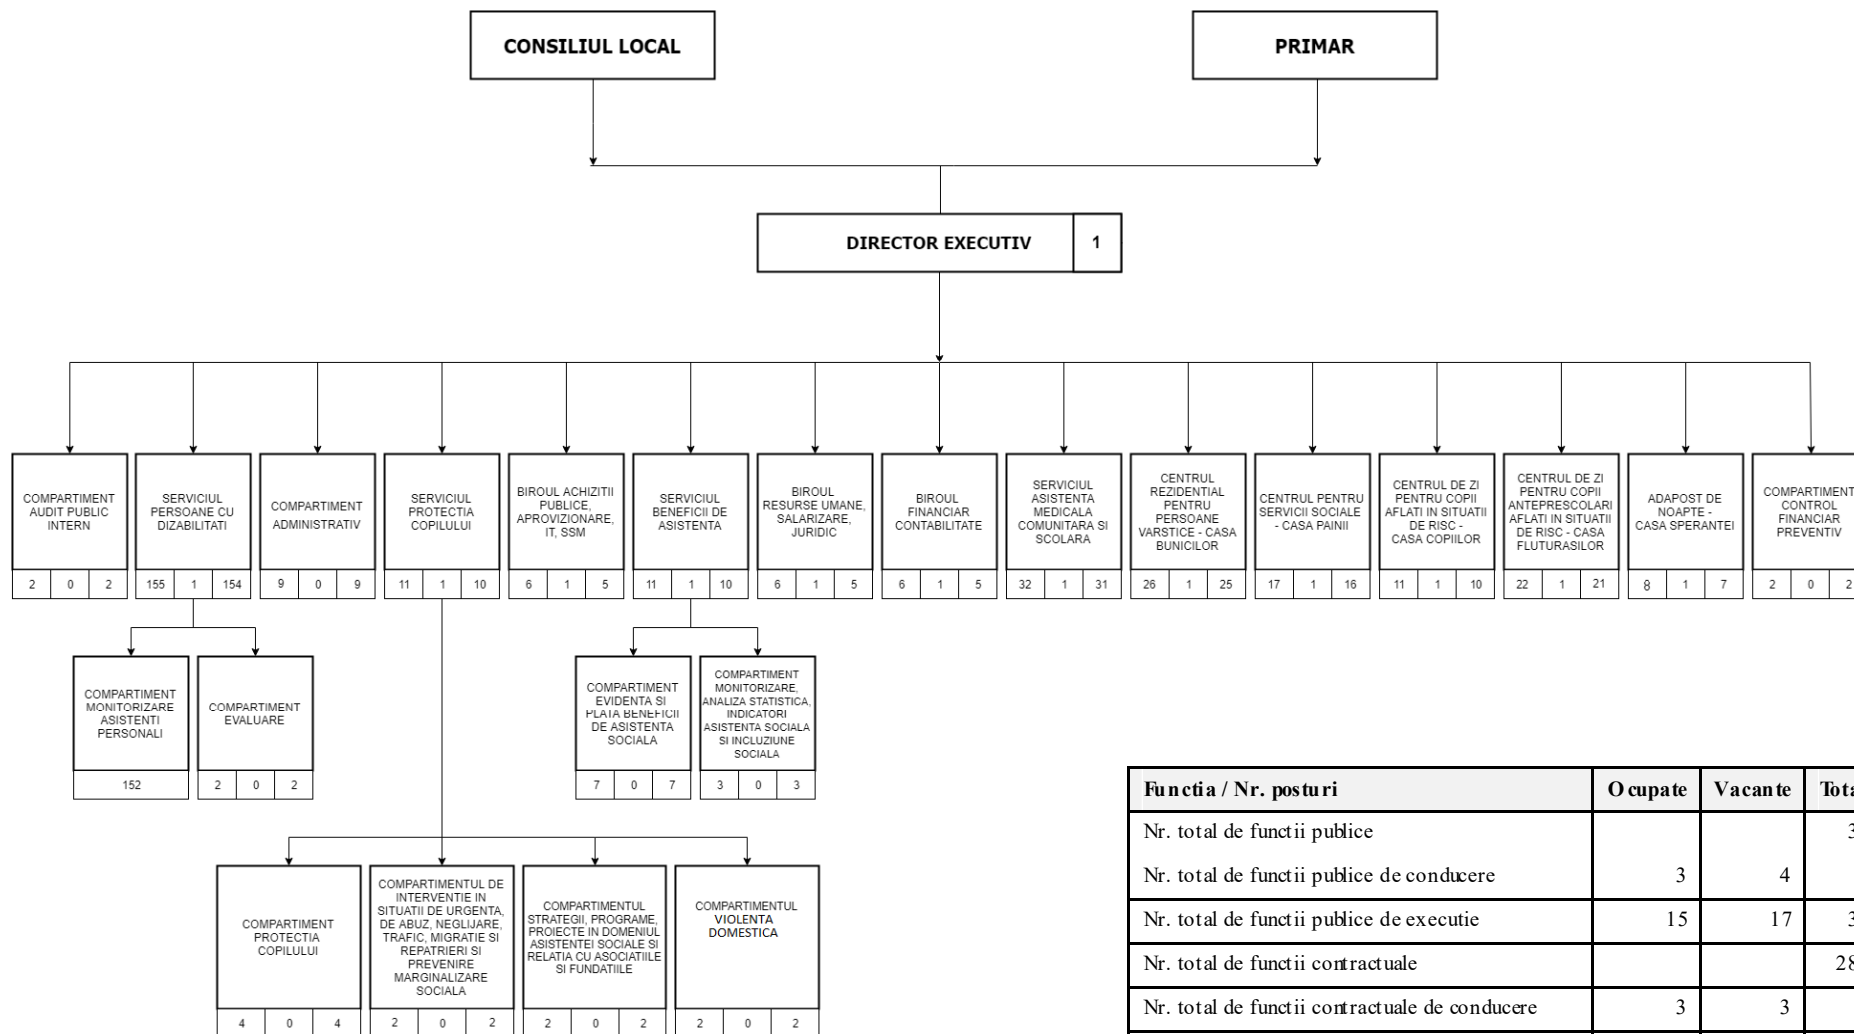 CONSILIUL LOCAL
PRIMAR
DIRECTOR EXECUTIV 1
COMPARTIMENT
AUDIT PUBLIC
INTERN
2 0 2
SERVICIUL
PERSOANE CU
DIZABILITATI
155 1 154
COMPARTIMENT
ADMINISTRATIV
9 0 9
SERVICIUL
PROTECTIA
COPILULUI
11 1 10
BIROUL ACHIZITII
PUBLICE,
APROVIZIONARE,
IT, SSM
6 1 5
SERVICIUL
BENEFICII DE
ASISTENTA
11 1 10
BIROUL
RESURSE UMANE,
SALARIZARE,
JURIDIC
6 1 5
BIROUL
FINANCIAR
CONTABILITATE
6 1 5
SERVICIUL
ASISTENTA
MEDICALA
COMUNITARA SI
SCOLARA
32 1 31
CENTRUL
REZIDENTIAL
PENTRU
PERSOANE
VARSTICE - CASA
BUNICILOR
26 1 25
CENTRUL PENTRU
SERVICII SOCIALE
- CASA PAINII
17 1 16
CENTRUL DE ZI
PENTRU COPII
AFLATI IN SITUATII
DE RISC -
CASA COPIILOR
11 1 10
CENTRUL DE ZI
PENTRU COPII
ANTEPRESCOLARI
AFLATI IN SITUATII
DE RISC - CASA
FLUTURASILOR
22 1 21
ADAPOST DE
NOAPTE -
CASA SPERANTEI
8 1 7
COMPARTIMENT
CONTROL
FINANCIAR
PREVENTIV
2 0 2
COMPARTIMENT
MONITORIZARE
ASISTENTI
PERSONALI
152
COMPARTIMENT
EVALUARE
2 0 2
COMPARTIMENT
EVIDENTA SI
PLATA BENEFICII
DE ASISTENTA
SOCIALA
7 0 7
COMPARTIMENT
MONITORIZARE,
ANALIZA STATISTICA,
INDICATORI
ASISTENTA SOCIALA
SI INCLUZIUNE
SOCIALA
3 0 3
COMPARTIMENT
PROTECTIA
COPILULUI
4 0 4
COMPARTIMENTUL DE
INTERVENTIE IN
SITUATII DE URGENTA,
DE ABUZ, NEGLIJARE,
TRAFIC, MIGRATIE SI
REPATRIERI SI
PREVENIRE
MARGINALIZARE
SOCIALA
2 0 2
COMPARTIMENTUL
STRATEGII, PROGRAME,
PROIECTE IN DOMENIUL
ASISTENTEI SOCIALE SI
RELATIA CU ASOCIATIILE
SI FUNDATIILE
2 0 2
COMPARTIMENTUL
VIOLENTA
DOMESTICA
2 0 2
Functia / Nr. posturi Ocupate Vacante
Nr. total de functii publice
Nr. total de functii publice de conducere 3 4
Nr. total de functii publice de executie 15 17
Nr. total de functii contractuale
Nr. total de functii contractuale de conducere 3 3